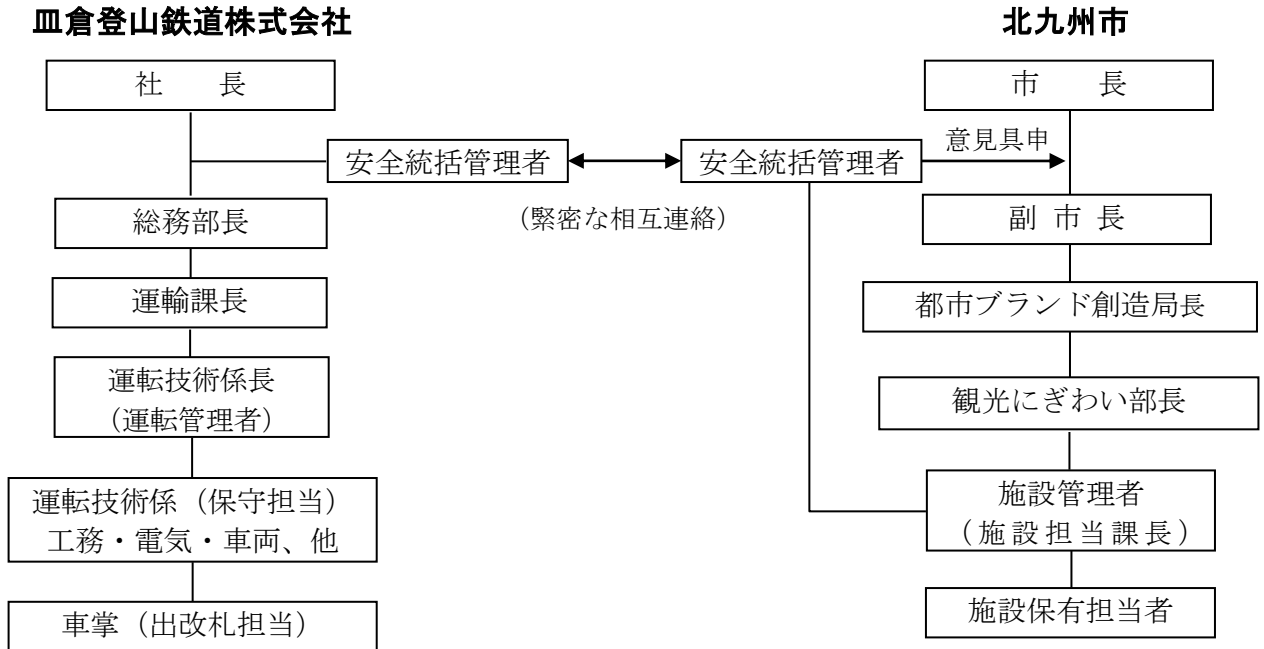 皿倉登山鉄道株式会社
北九州市
社　長
市　長
意見具申
安全統括管理者
安全統括管理者
（緊密な相互連絡）
総務部長
副 市 長
運輸課長
都市ブランド創造局長
運転技術係長
（運転管理者）
観光にぎわい部長
運転技術係（保守担当）
工務・電気・車両、他
施設管理者
（施設担当課長）
車掌（出改札担当）
施設保有担当者